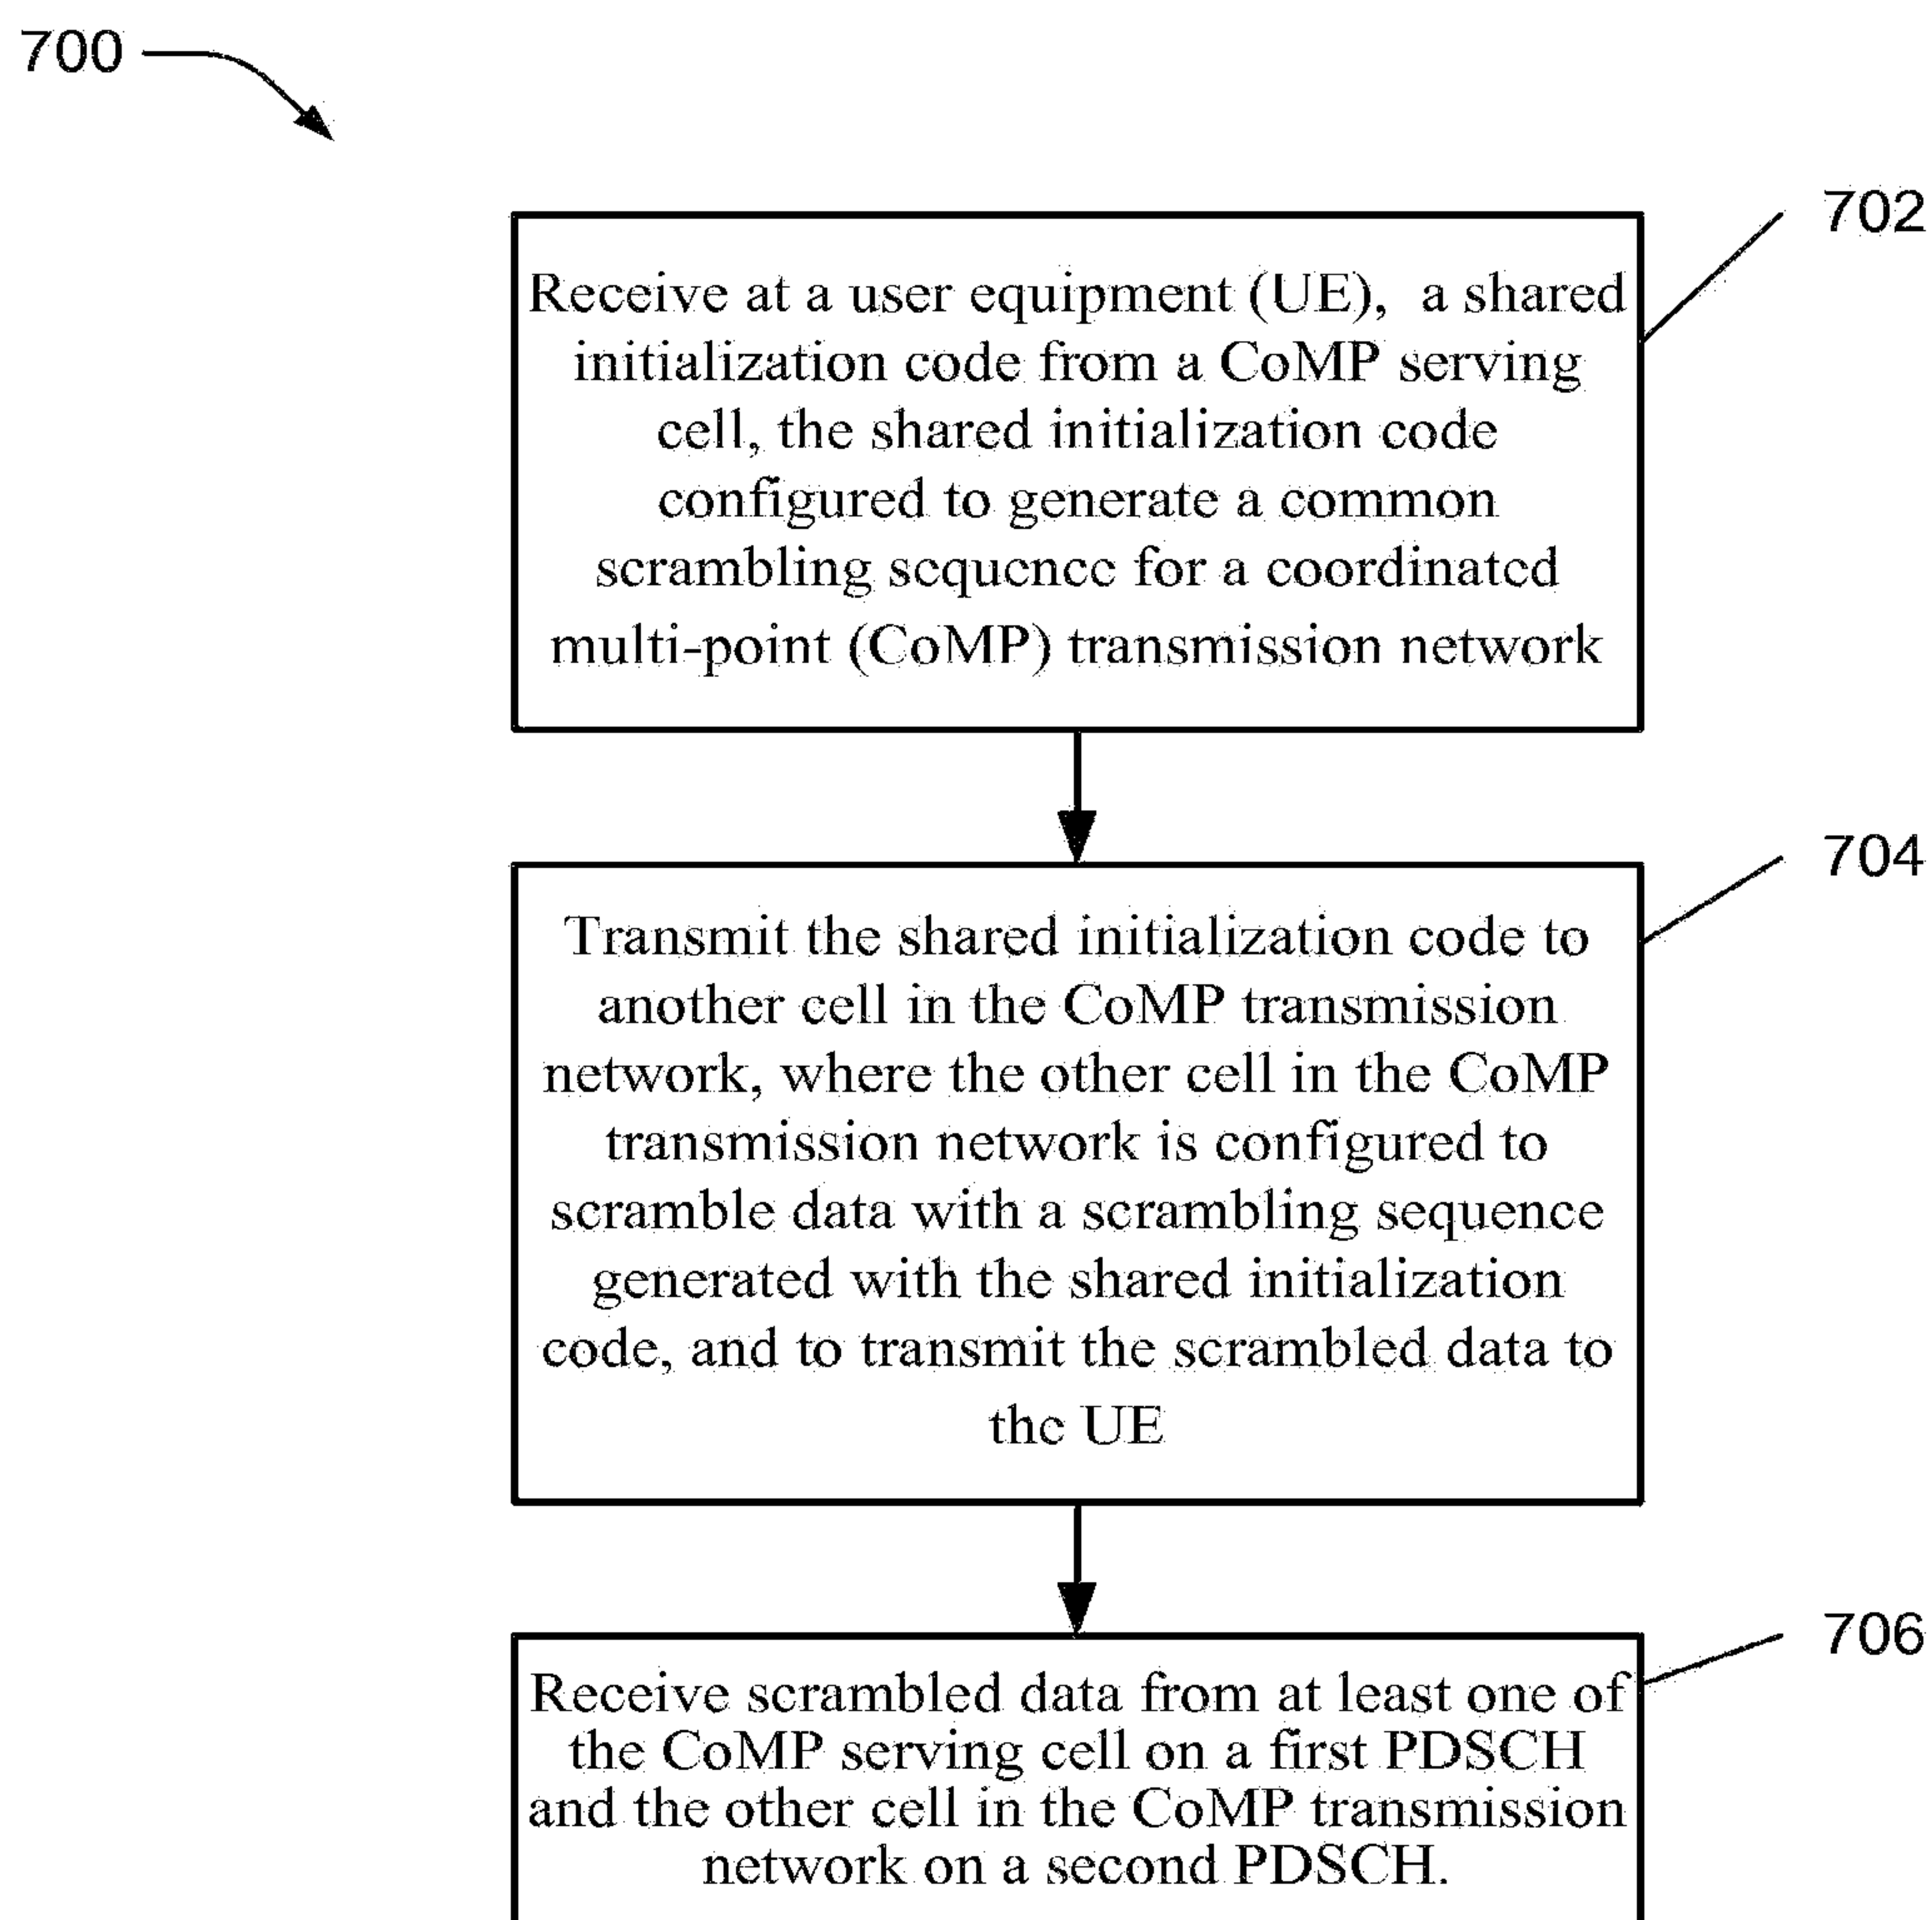 700
702
Receive at a user equipment (UE), a shared
initialization code from a CoMP serving
cell, the shared initialization code
configured to generate a common
scrambling sequence for a coordinated
multi-point (CoMP) transmission network
704
Transmit the shared initialization code to
another cell in the CoMP transmission
network, where the other cell in the CoMP
transmission network is configured to
scramble data with a scrambling sequence
generated with the shared initialization
code, and to transmit the scrambled data to
the UE
706
Receive scrambled data from at least one of
the CoMP serving cell on a first PDSCH
and the other cell in the CoMP transmission
network on a second PDSCH.